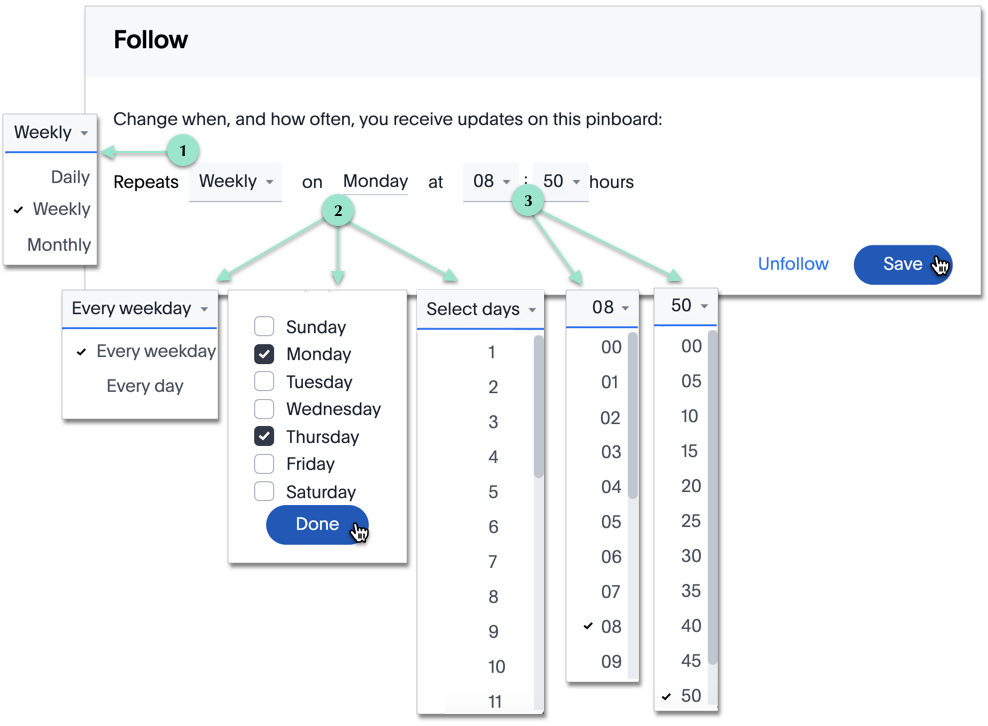 Follow
Change when, and how often, you receive updates on this pinboard:
Repeats Weekly on Monday at 08 : 50 hours
Unfollow Save
1
Weekly
Daily
Weekly
Monthly
2
Every weekday
Every weekday
Every day
Sunday
Monday
Tuesday
Wednesday
Thursday
Friday
Saturday
Done
Select days
1
2
3
4
5
6
7
8
9
10
11
3
08
00
01
02
03
04
05
06
07
08
09
50
00
05
10
15
20
25
30
35
40
45
50